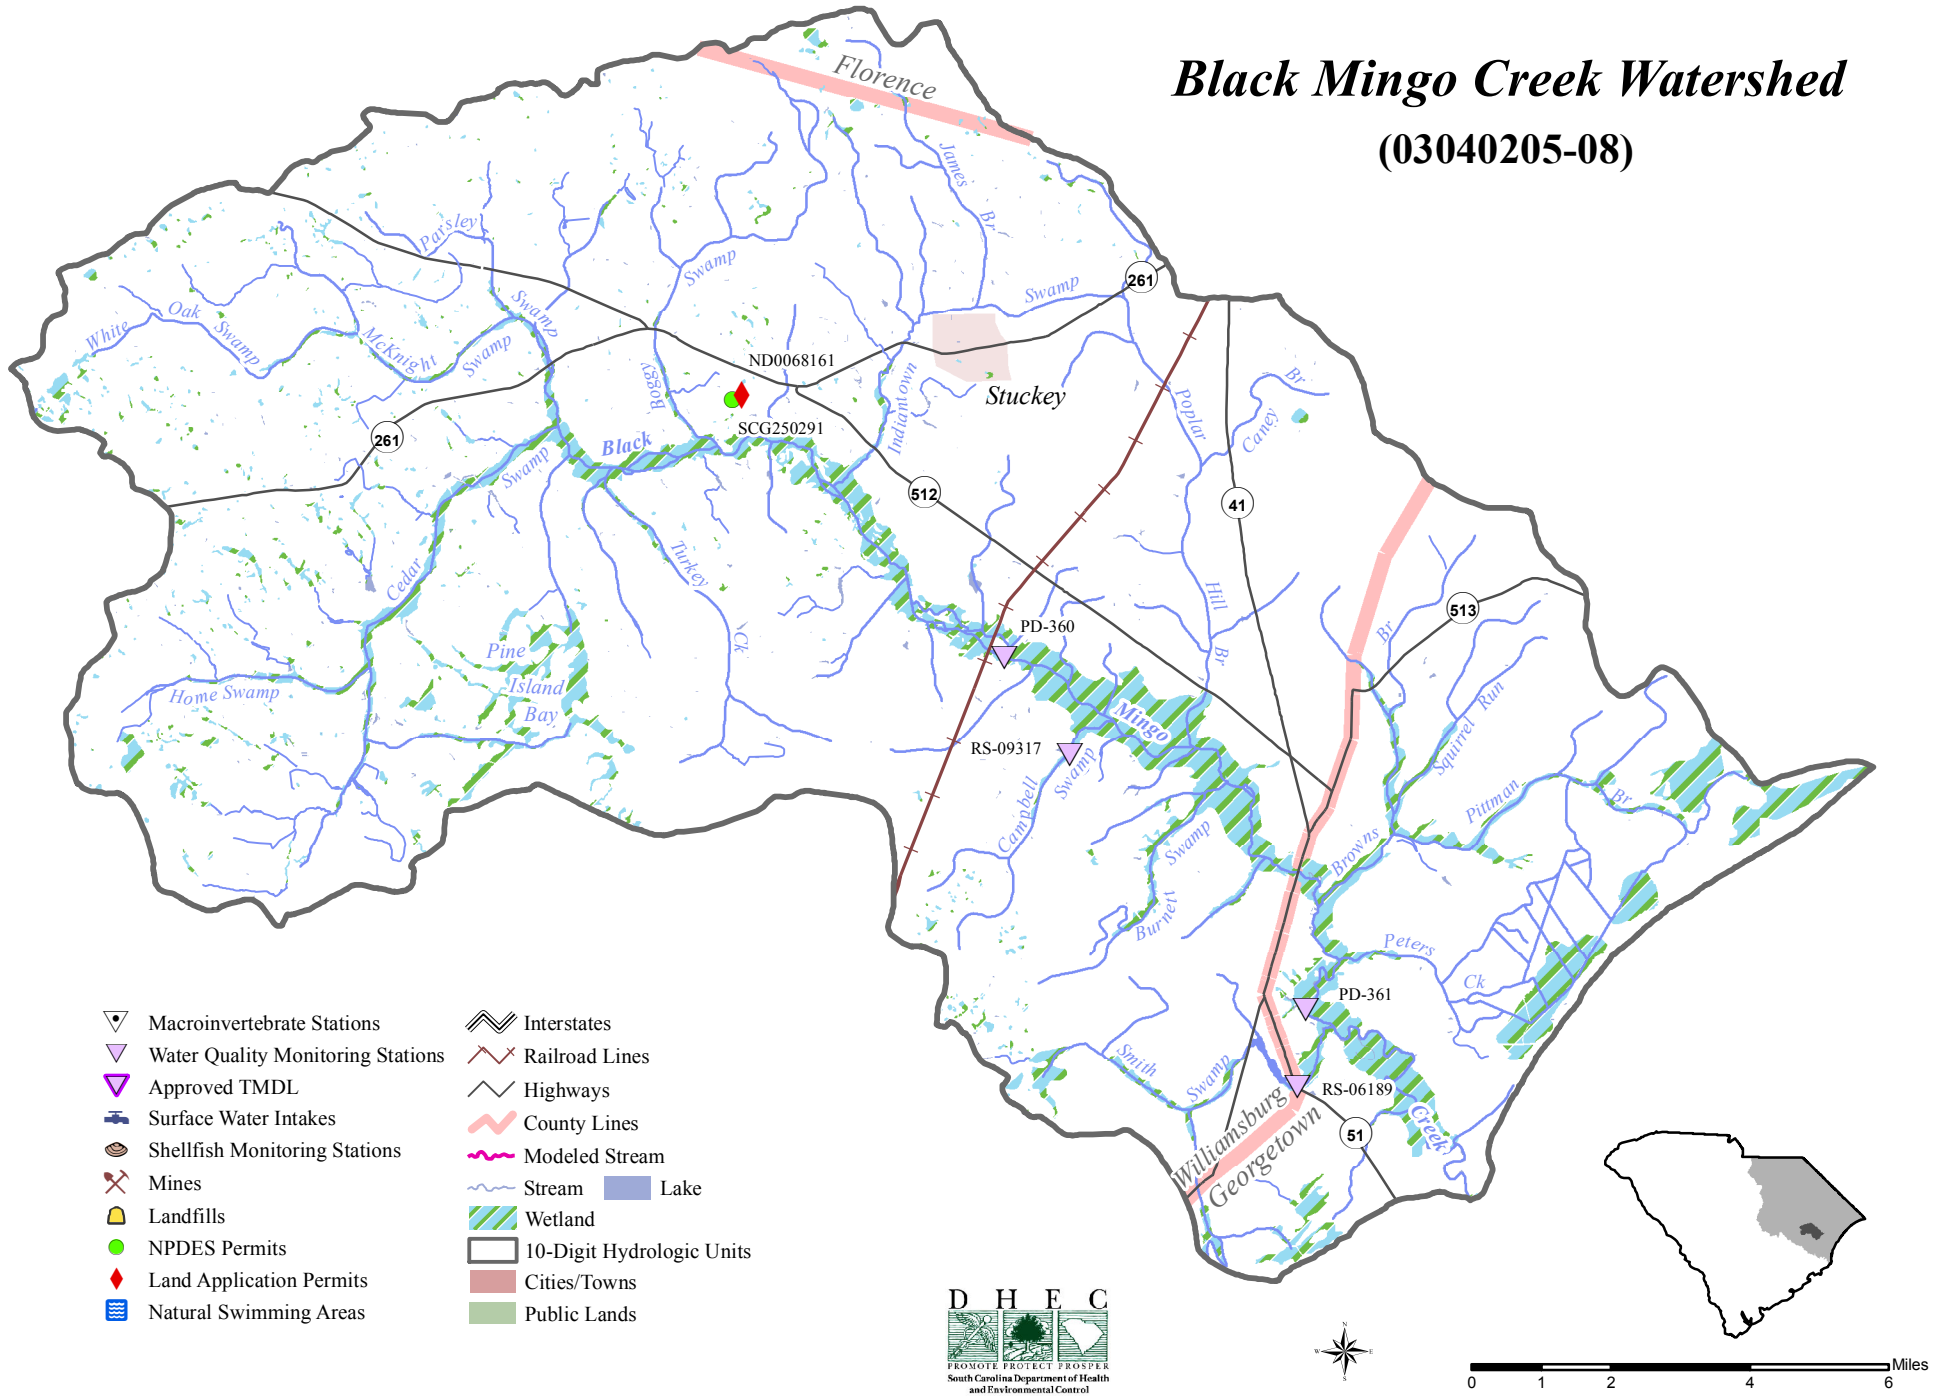 Black Mingo Creek Watershed
(03040205-08)
Florence
James
Br
Parsley
Swamp
Swamp
Swamp
261
White
Oak
Swamp
McKnight
Swamp
ND0068161
Boggy
SCG250291
Indiantown
Stuckey
Poplar
Br
Caney
261
Swamp
Black
512
41
Cedar
Turkey
Ck
Hill
Br
513
Br
PD-360
Pine
Island
Bay
Home Swamp
Mingo
RS-09317
Swamp
Campbell
Squirrel Run
Pittman
Br
Swamp
Burnett
Browns
Peters
Ck
PD-361
Smith
Swamp
RS-06189
Williamsburg
Georgetown
51
Creek
Macroinvertebrate Stations
Water Quality Monitoring Stations
Approved TMDL
Surface Water Intakes
Shellfish Monitoring Stations
Mines
Landfills
NPDES Permits
Land Application Permits
Natural Swimming Areas
Interstates
Railroad Lines
Highways
County Lines
Modeled Stream
Stream
Lake
Wetland
10-Digit Hydrologic Units
Cities/Towns
Public Lands
D H E C
PROMOTE PROTECT PROSPER
South Carolina Department of Health
and Environmental Control
N
W
E
S
Miles
0 1 2 4 6